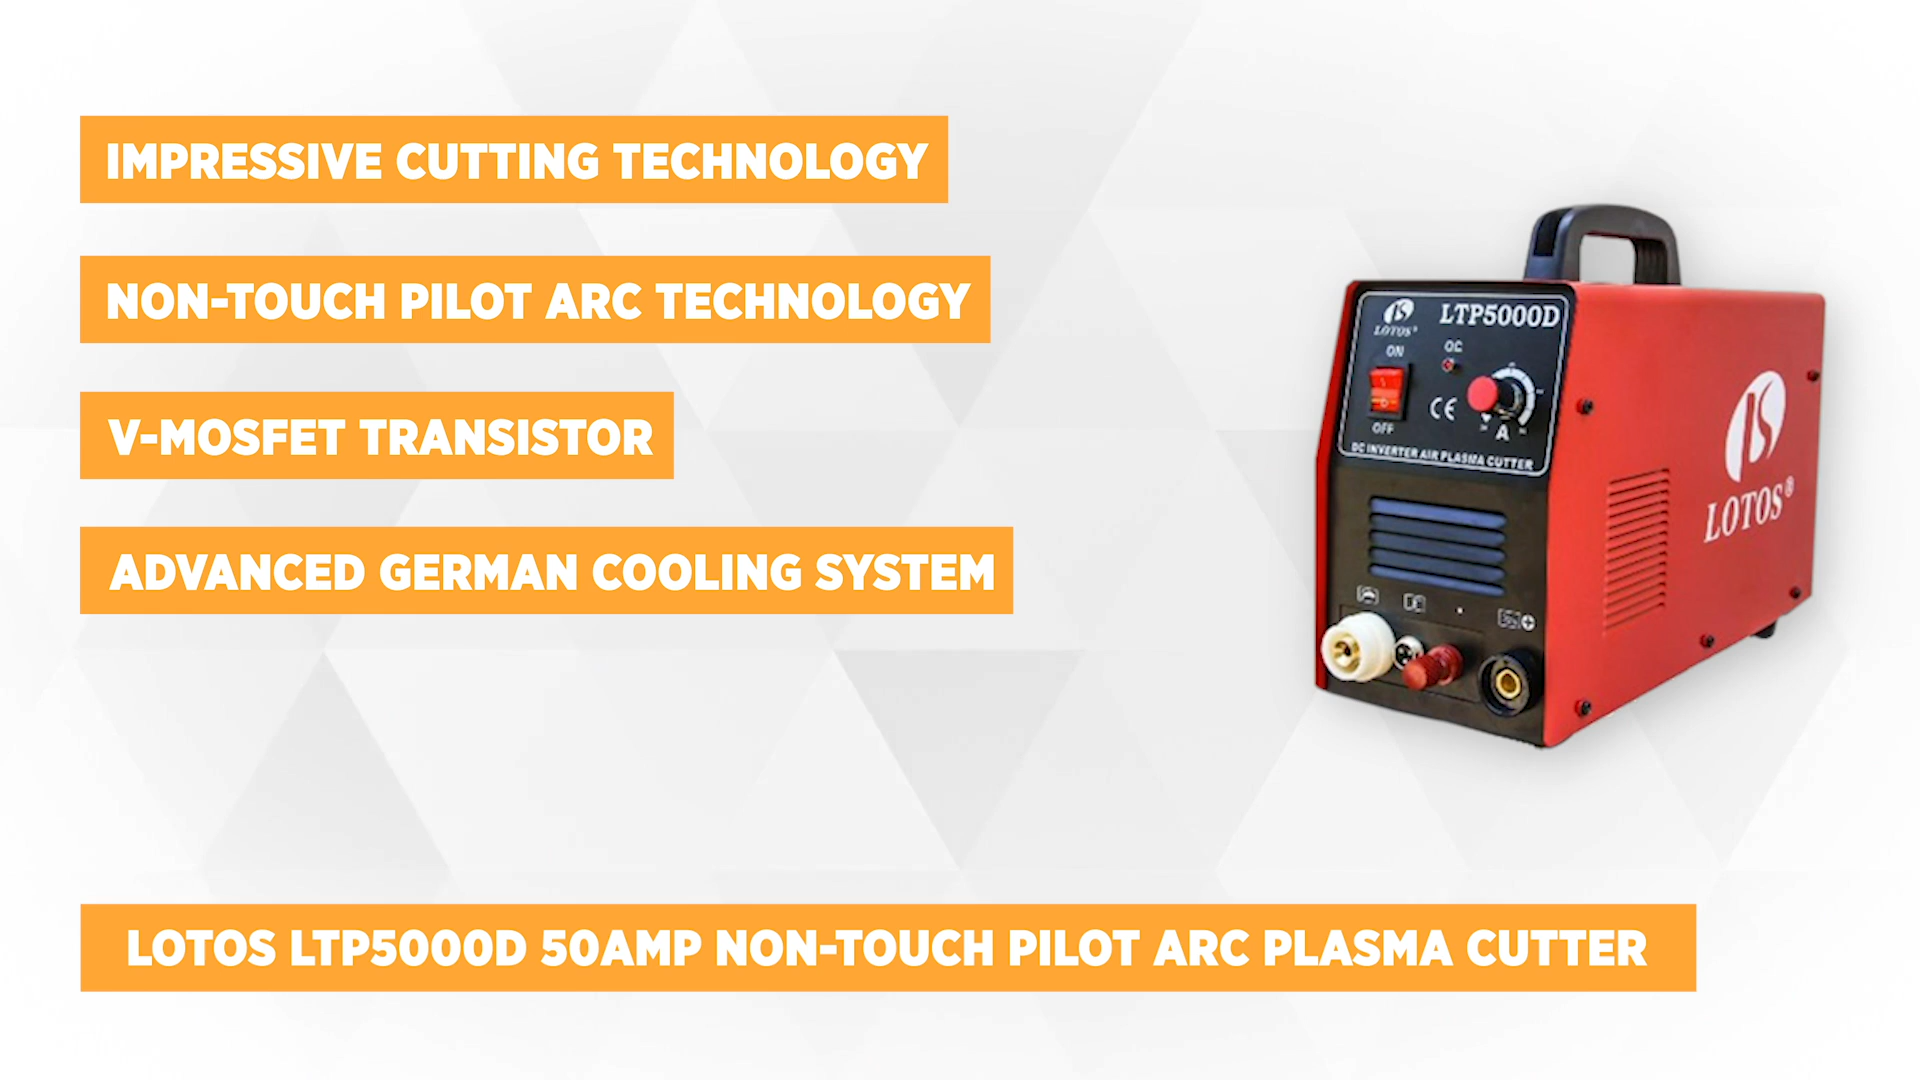 IMPRESSIVE CUTTING TECHNOLOGY
NON-TOUCH PILOT ARC TECHNOLOGY
V-MOSFET TRANSISTOR
ADVANCED GERMAN COOLING SYSTEM
LOTOS® LTP5000D
ON OC
CE
OFF A
DC INVERTER AIR PLASMA CUTTER
LOTOS®
LOTOS LTP5000D 50AMP NON-TOUCH PILOT ARC PLASMA CUTTER